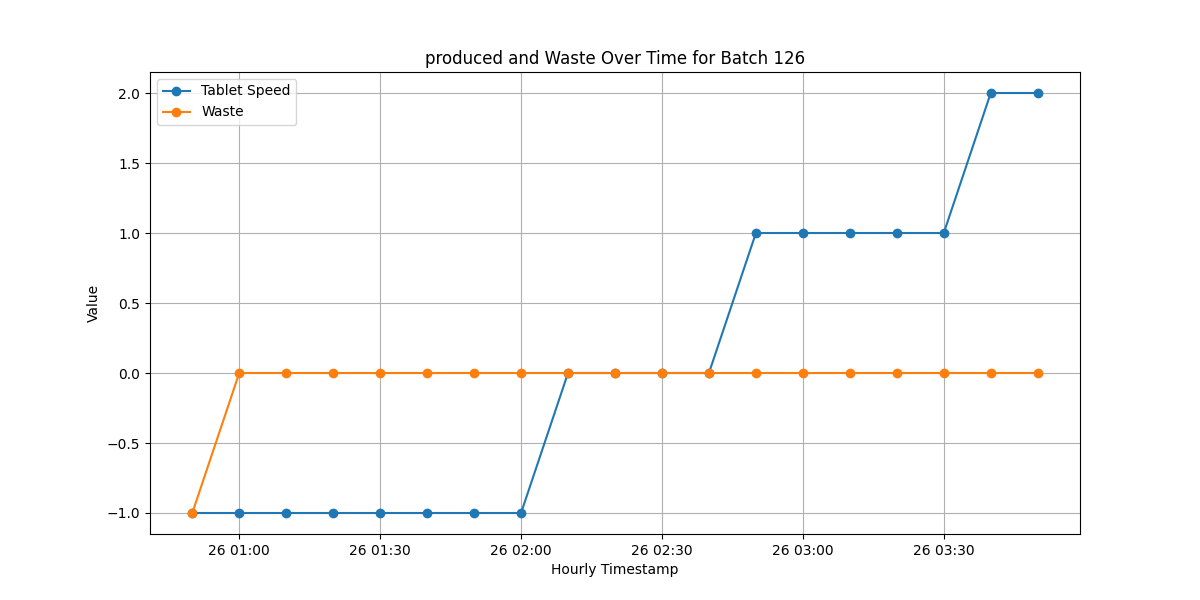 produced and Waste Over Time for Batch 126
Tablet Speed
Waste
2.0
1.5
1.0
0.5
0.0
−0.5
−1.0
Value
26 01:00 26 01:30 26 02:00 26 02:30 26 03:00 26 03:30
Hourly Timestamp